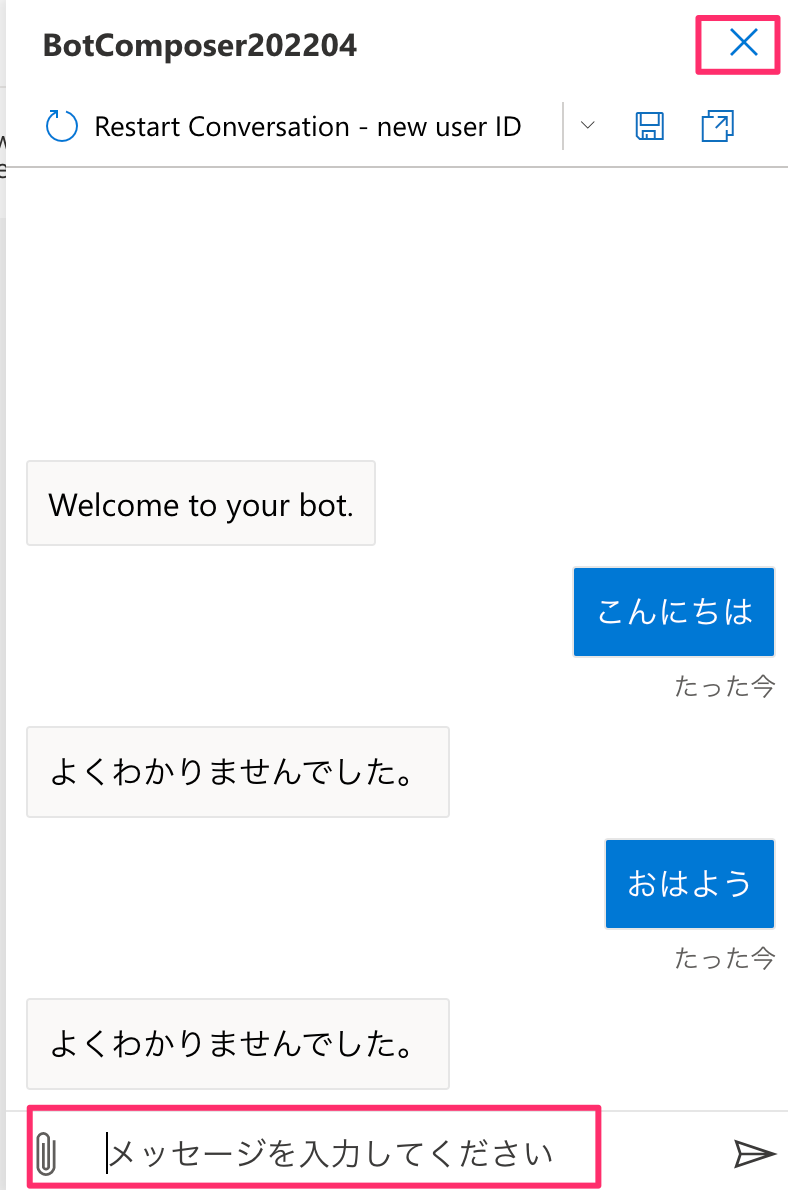 BotComposer202204
Restart Conversation - new user ID
Welcome to your bot.
こんにちは
たった今
よくわかりませんでした。
おはよう
たった今
よくわかりませんでした。
メッセージを入力してください